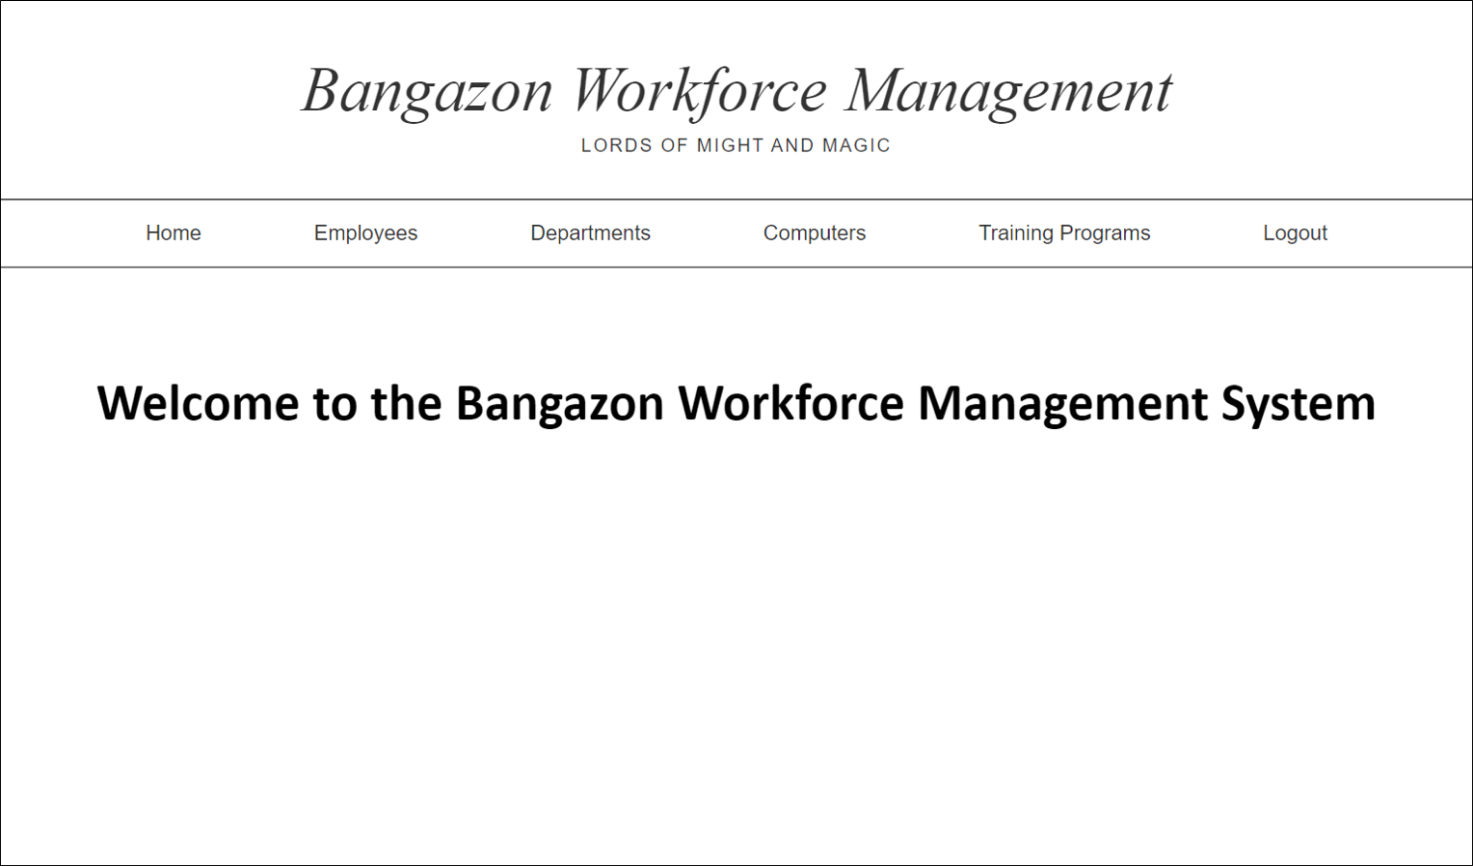 Bangazon Workforce Management
LORDS OF MIGHT AND MAGIC
Home Employees Departments Computers Training Programs Logout
Welcome to the Bangazon Workforce Management System